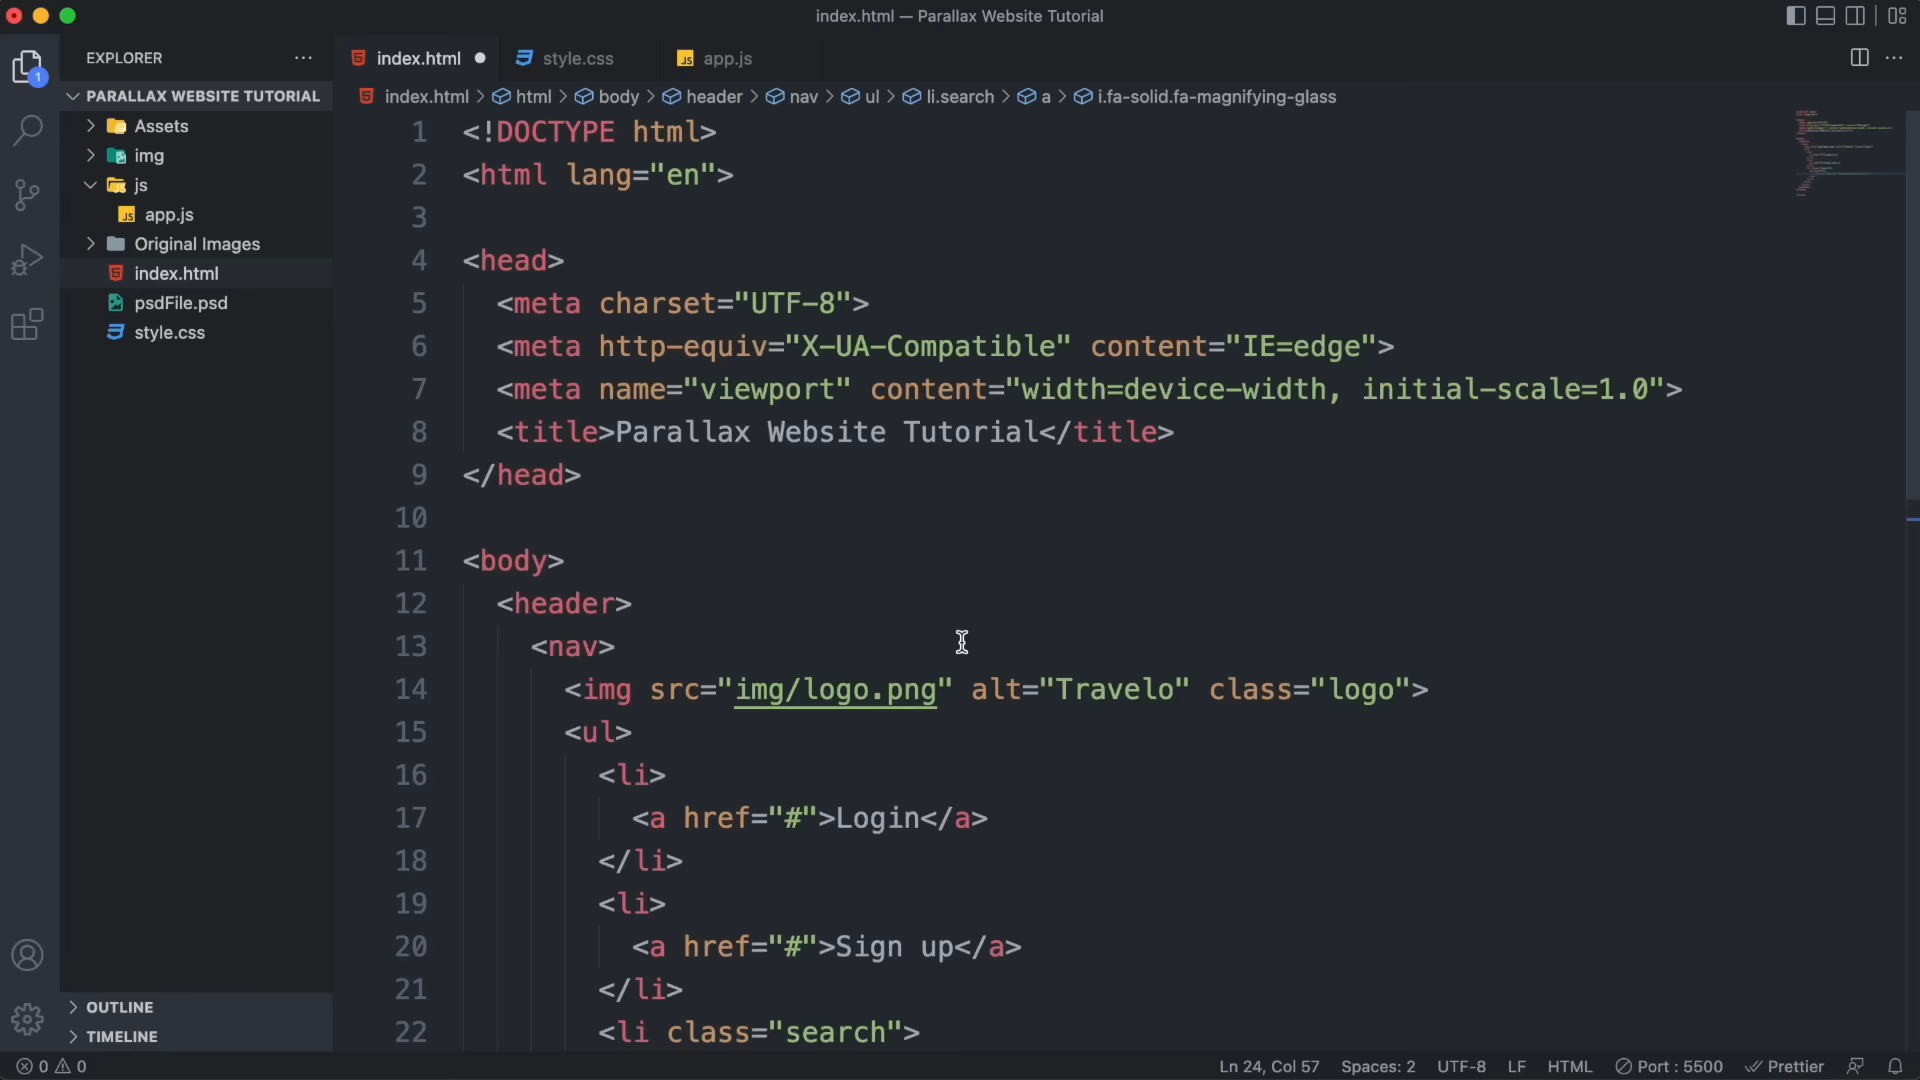 index.html — Parallax Website Tutorial
EXPLORER
index.html
style.css
JS app.js
1
PARALLAX WEBSITE TUTORIAL
Assets
img
js
JS app.js
Original Images
index.html
psdFile.psd
style.css
index.html > html > body > header > nav > ul > li.search > a > i.fa-solid.fa-magnifying-glass
1 <!DOCTYPE html>
2 <html lang="en">
3
4 <head>
5 <meta charset="UTF-8">
6 <meta http-equiv="X-UA-Compatible" content="IE=edge">
7 <meta name="viewport" content="width=device-width, initial-scale=1.0">
8 <title>Parallax Website Tutorial</title>
9 </head>
10
11 <body>
12 <header>
13 <nav>
14 <img src="img/logo.png" alt="Travelo" class="logo">
15 <ul>
16 <li>
17 <a href="#">Login</a>
18 </li>
19 <li>
20 <a href="#">Sign up</a>
21 </li>
22 <li class="search">
OUTLINE
TIMELINE
0 0
Ln 24, Col 57 Spaces: 2 UTF-8 LF HTML Port : 5500 Prettier